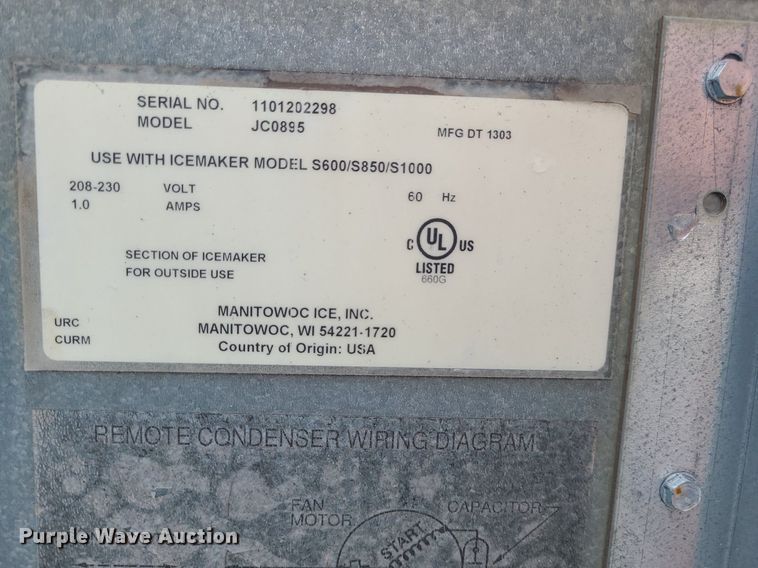 SERIAL NO. 1101202298
MODEL JC0895 MFG DT 1303
USE WITH ICEMAKER MODEL S600/S850/S1000
208-230 VOLT 60 Hz
1.0 AMPS
C UL US
LISTED
660G
SECTION OF ICEMAKER
FOR OUTSIDE USE
MANITOWOC ICE, INC.
MANITOWOC, WI 54221-1720
Country of Origin: USA
URC
CURM
REMOTE CONDENSER WIRING DIAGRAM
FAN
MOTOR
CAPACITOR
START
Purple Wave Auction